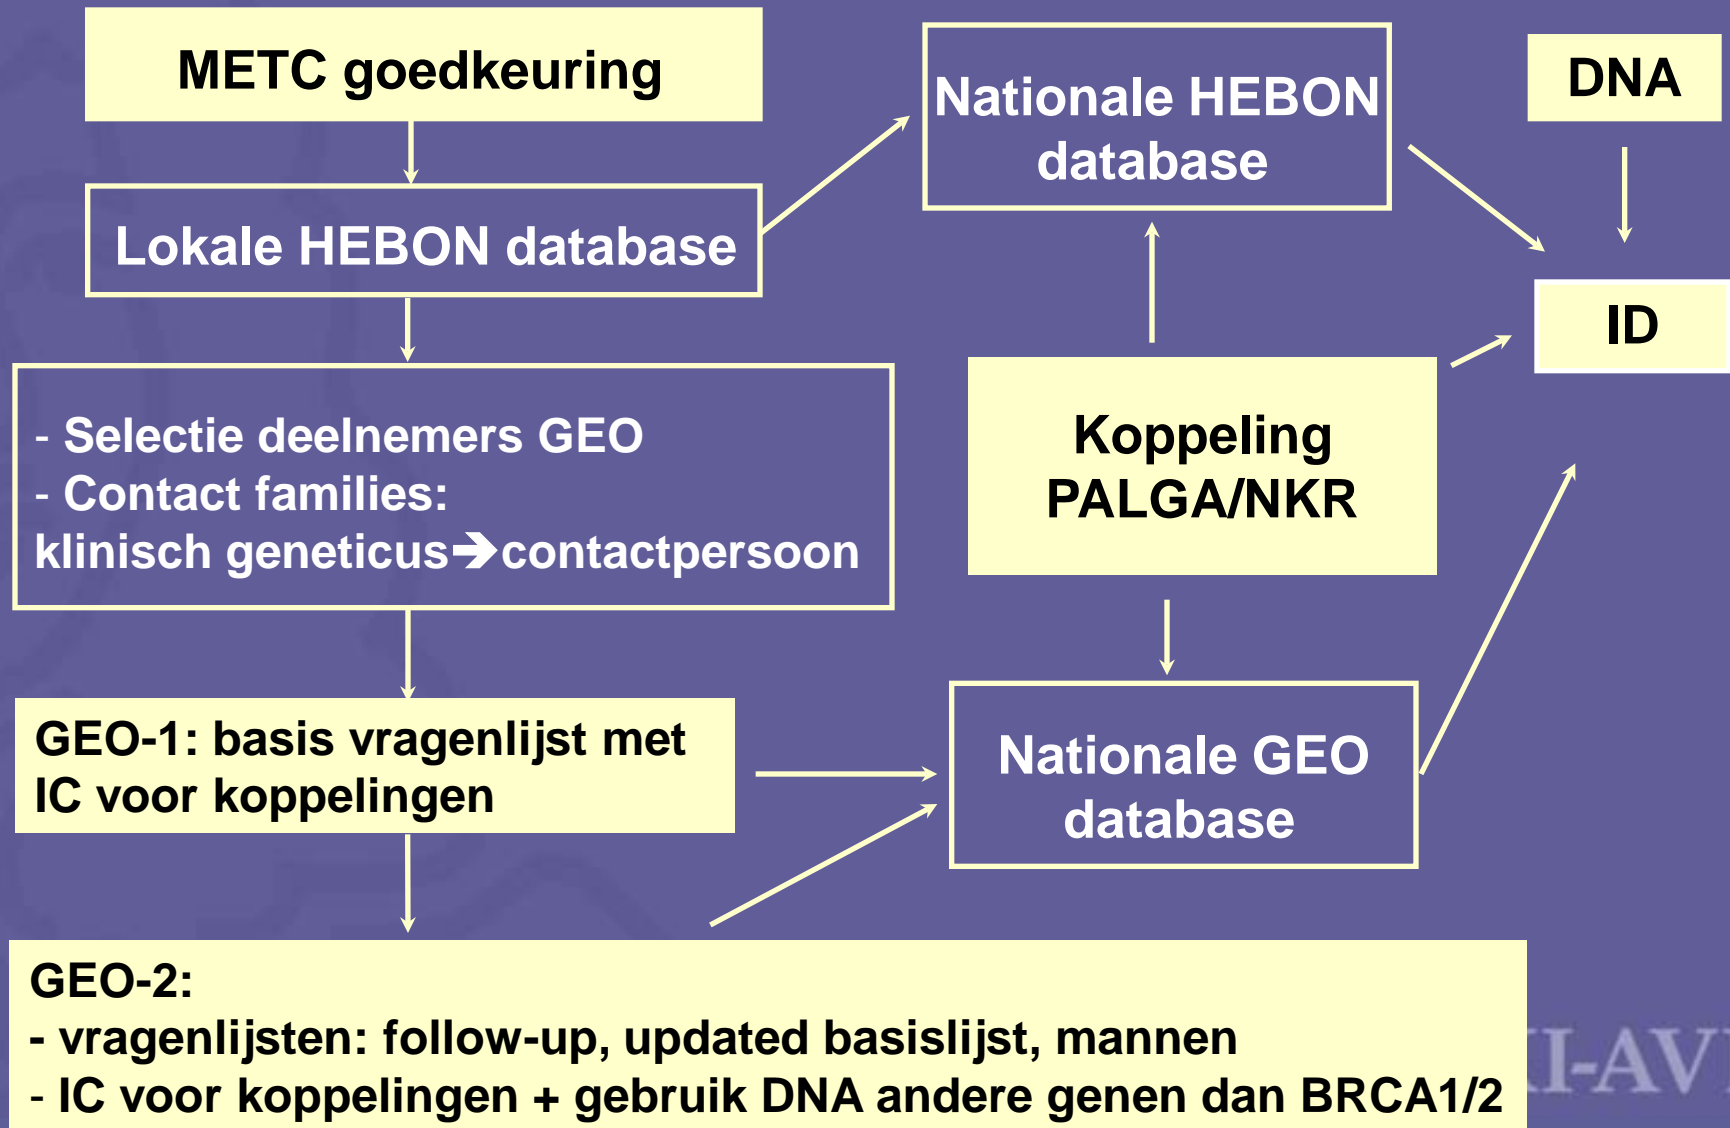 METC goedkeuring
Lokale HEBON database
- Selectie deelnemers GEO
- Contact families:
klinisch geneticus➔contactpersoon
GEO-1: basis vragenlijst met
IC voor koppelingen
GEO-2:
- vragenlijsten: follow-up, updated basislijst, mannen
- IC voor koppelingen + gebruik DNA andere genen dan BRCA1/2
Nationale HEBON
database
Koppeling
PALGA/NKR
Nationale GEO
database
DNA
ID